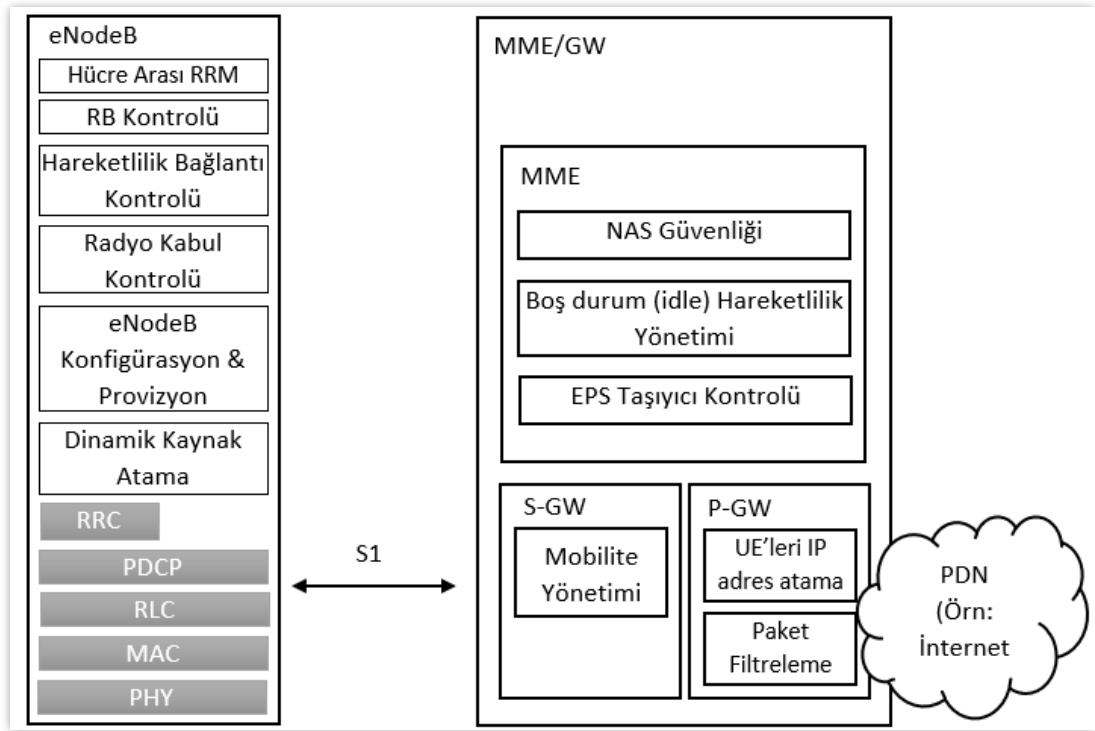 eNodeB
Hücre Arası RRM
RB Kontrolü
Hareketlilik Bağlantı
Kontrolü
Radyo Kabul
Kontrolü
eNodeB
Konfigürasyon &
Provizyon
Dinamik Kaynak
Atama
RRC
PDCP
RLC
MAC
PHY
S1
MME/GW
MME
NAS Güvenliği
Boş durum (idle) Hareketlilik
Yönetimi
EPS Taşıyıcı Kontrolü
S-GW
Mobilite
Yönetimi
P-GW
UE’leri IP
adres atama
Paket
Filtreleme
PDN
(Örn:
İnternet